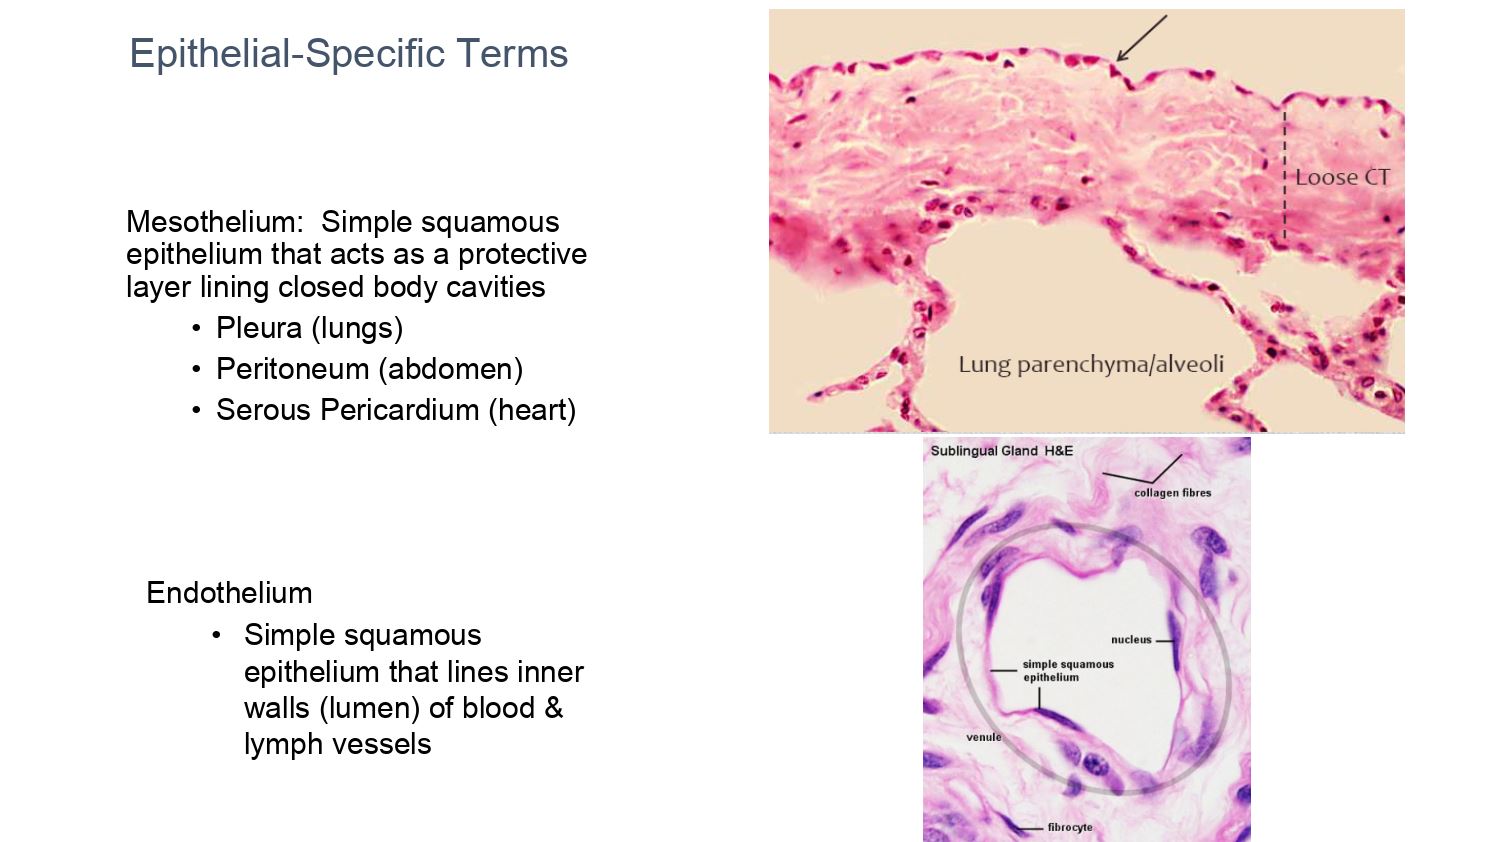 Epithelial-Specific Terms
Mesothelium: Simple squamous
epithelium that acts as a protective
layer lining closed body cavities
• Pleura (lungs)
• Peritoneum (abdomen)
• Serous Pericardium (heart)
Endothelium
• Simple squamous
epithelium that lines inner
walls (lumen) of blood &
lymph vessels
Loose CT
Lung parenchyma/alveoli
Sublingual Gland H&E
collagen fibres
nucleus
simple squamous
epithelium
venule
fibrocyte